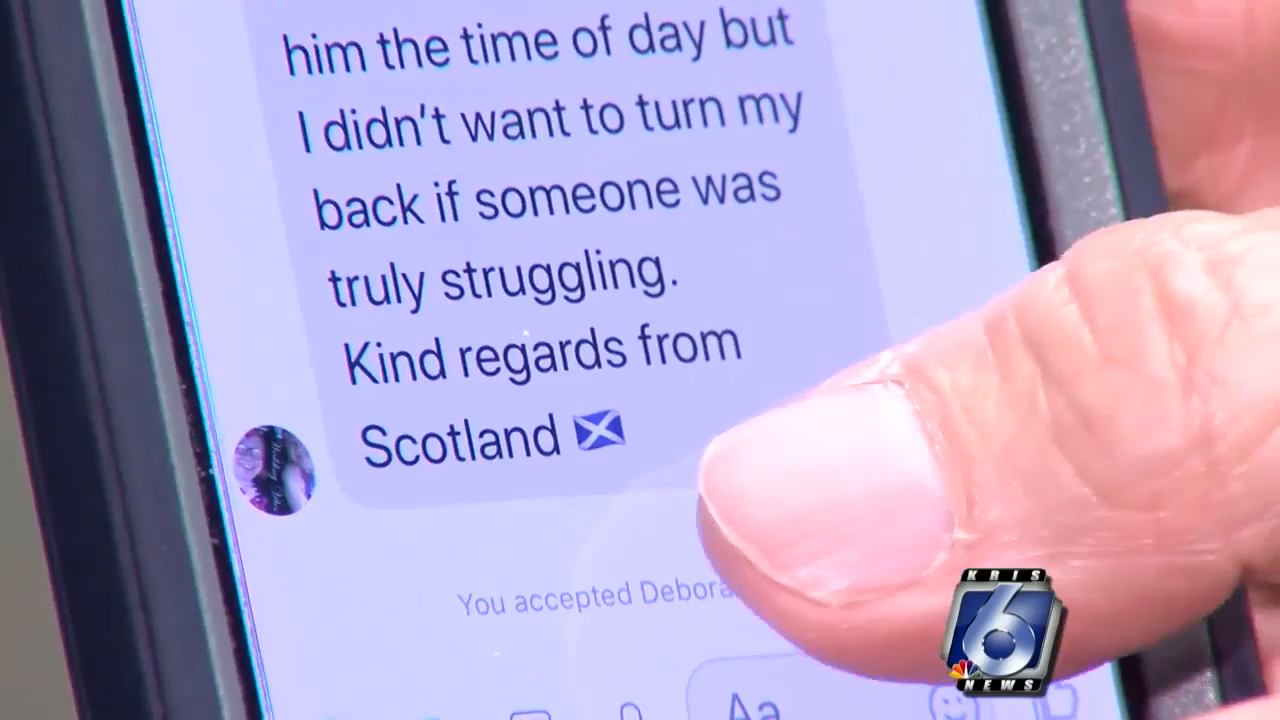 him the time of day but
I didn't want to turn my
back if someone was
truly struggling.
Kind regards from
Scotland 🏴󠁧󠁢󠁳󠁣󠁴󠁿
You accepted Debora
Aa
KRIS
6
NEWS